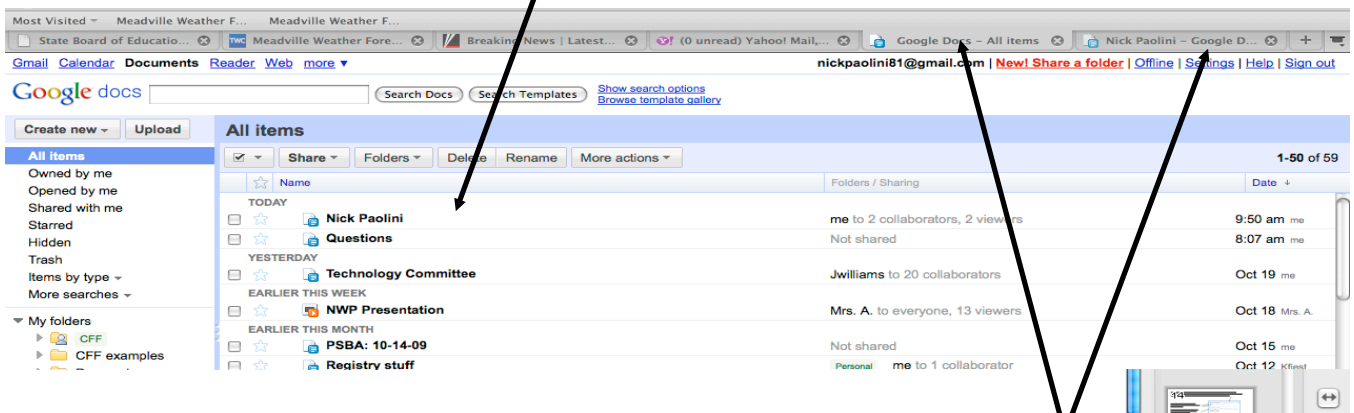 Most Visited Meadville Weather F... Meadville Weather F...
State Board of Educatio... TWC Meadville Weather Fore... Breaking News | Latest... Y! (0 unread) Yahoo! Mail,... Google Docs – All items Nick Paolini – Google D... +
Gmail Calendar Documents Reader Web more ▼ nickpaolini81@gmail.com | New! Share a folder | Offline | Settings | Help | Sign out
Google docs Search Docs Search Templates Show search options
Browse template gallery
Create new Upload All items
All items Share Folders Delete Rename More actions 1-50 of 59
Owned by me Name Folders / Sharing Date
Opened by me
Shared with me TODAY
Starred Nick Paolini me to 2 collaborators, 2 viewers 9:50 am me
Hidden Questions Not shared 8:07 am me
Trash YESTERDAY
Items by type Technology Committee Jwilliams to 20 collaborators Oct 19 me
More searches EARLIER THIS WEEK
NWP Presentation Mrs. A. to everyone, 13 viewers Oct 18 Mrs. A.
My folders EARLIER THIS MONTH
CFF PSBA: 10-14-09 Not shared Oct 15 me
CFF examples Registry stuff Personal me to 1 collaborator Oct 12 Kfiest
14